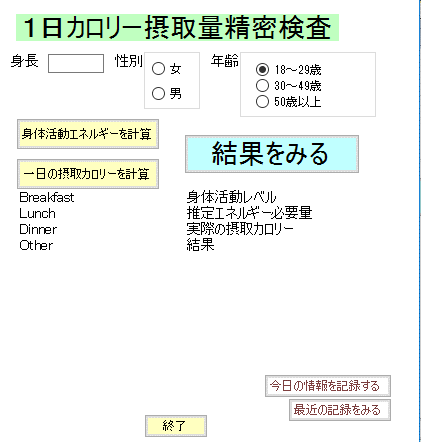 1日カロリー摂取量精密検査
身長 性別 女 男 年齢 18～29歳
30～49歳
50歳以上
身体活動エネルギーを計算
結果をみる
一日の摂取カロリーを計算
Breakfast 身体活動レベル
Lunch 推定エネルギー必要量
Dinner 実際の摂取カロリー
Other 結果
今日の情報を記録する
最近の記録をみる
終了